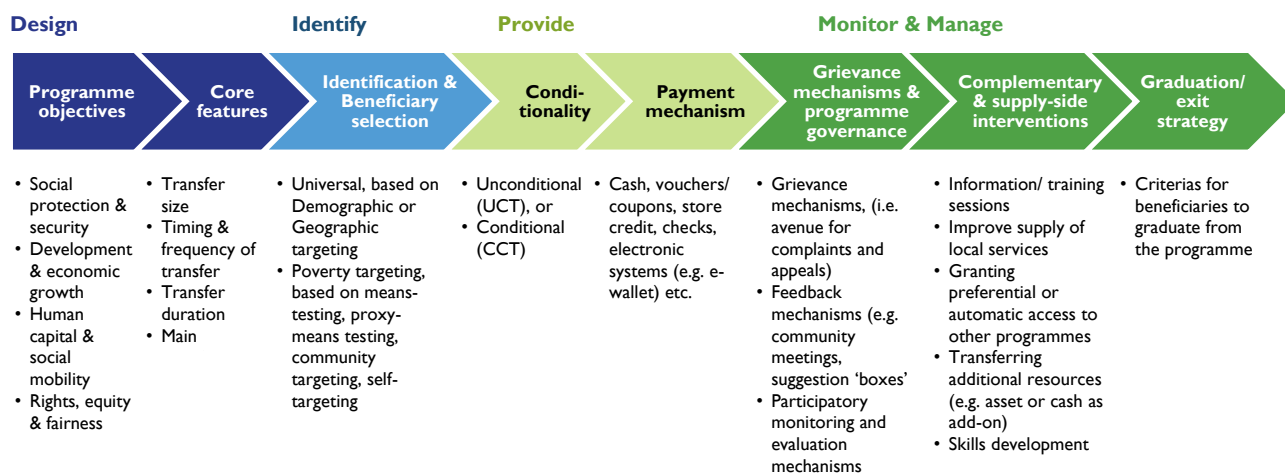 Design
Identify
Provide
Monitor & Manage
Programme
objectives
Core
features
Identification &
Beneficiary
selection
Condi-
tionality
Payment
mechanism
Grievance
mechanisms &
programme
governance
Complementary
& supply-side
interventions
Graduation/
exit
strategy
• Social
protection &
security
• Development
& economic
growth
• Human
capital &
social
mobility
• Rights, equity
& fairness
• Transfer
size
• Timing &
frequency of
transfer
• Transfer
duration
• Main
• Universal, based on
Demographic or
Geographic
targeting
• Poverty targeting,
based on means-
testing, proxy-
means testing,
community
targeting, self-
targeting
• Unconditional
(UCT), or
• Conditional
(CCT)
• Cash, vouchers/
coupons, store
credit, checks,
electronic
systems (e.g. e-
wallet) etc.
• Grievance
mechanisms, (i.e.
avenue for
complaints and
appeals)
• Feedback
mechanisms (e.g.
community
meetings,
suggestion ‘boxes’
• Participatory
monitoring and
evaluation
mechanisms
• Information/ training
sessions
• Improve supply of
local services
• Granting
preferential or
automatic access to
other programmes
• Transferring
additional resources
(e.g. asset or cash as
add-on)
• Skills development
• Criterias for
beneficiaries to
graduate from
the programme